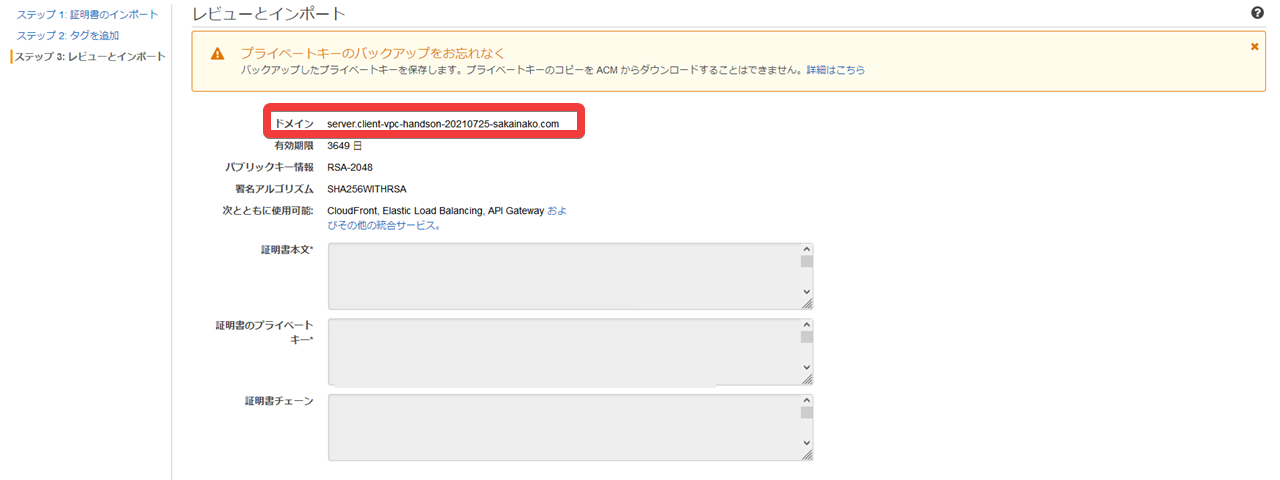 ステップ 1: 証明書のインポート
ステップ 2: タグを追加
ステップ 3: レビューとインポート
レビューとインポート
プライベートキーのバックアップをお忘れなく
バックアップしたプライベートキーを保存します。プライベートキーのコピーを ACM からダウンロードすることはできません。詳細はこちら
ドメイン server.client-vpc-handson-20210725-sakainako.com
有効期限 3649 日
パブリックキー情報 RSA-2048
署名アルゴリズム SHA256WITHRSA
次とともに使用可能: CloudFront, Elastic Load Balancing, API Gateway およ
びその他の統合サービス。
証明書本文*
証明書のプライベート
キー*
証明書チェーン